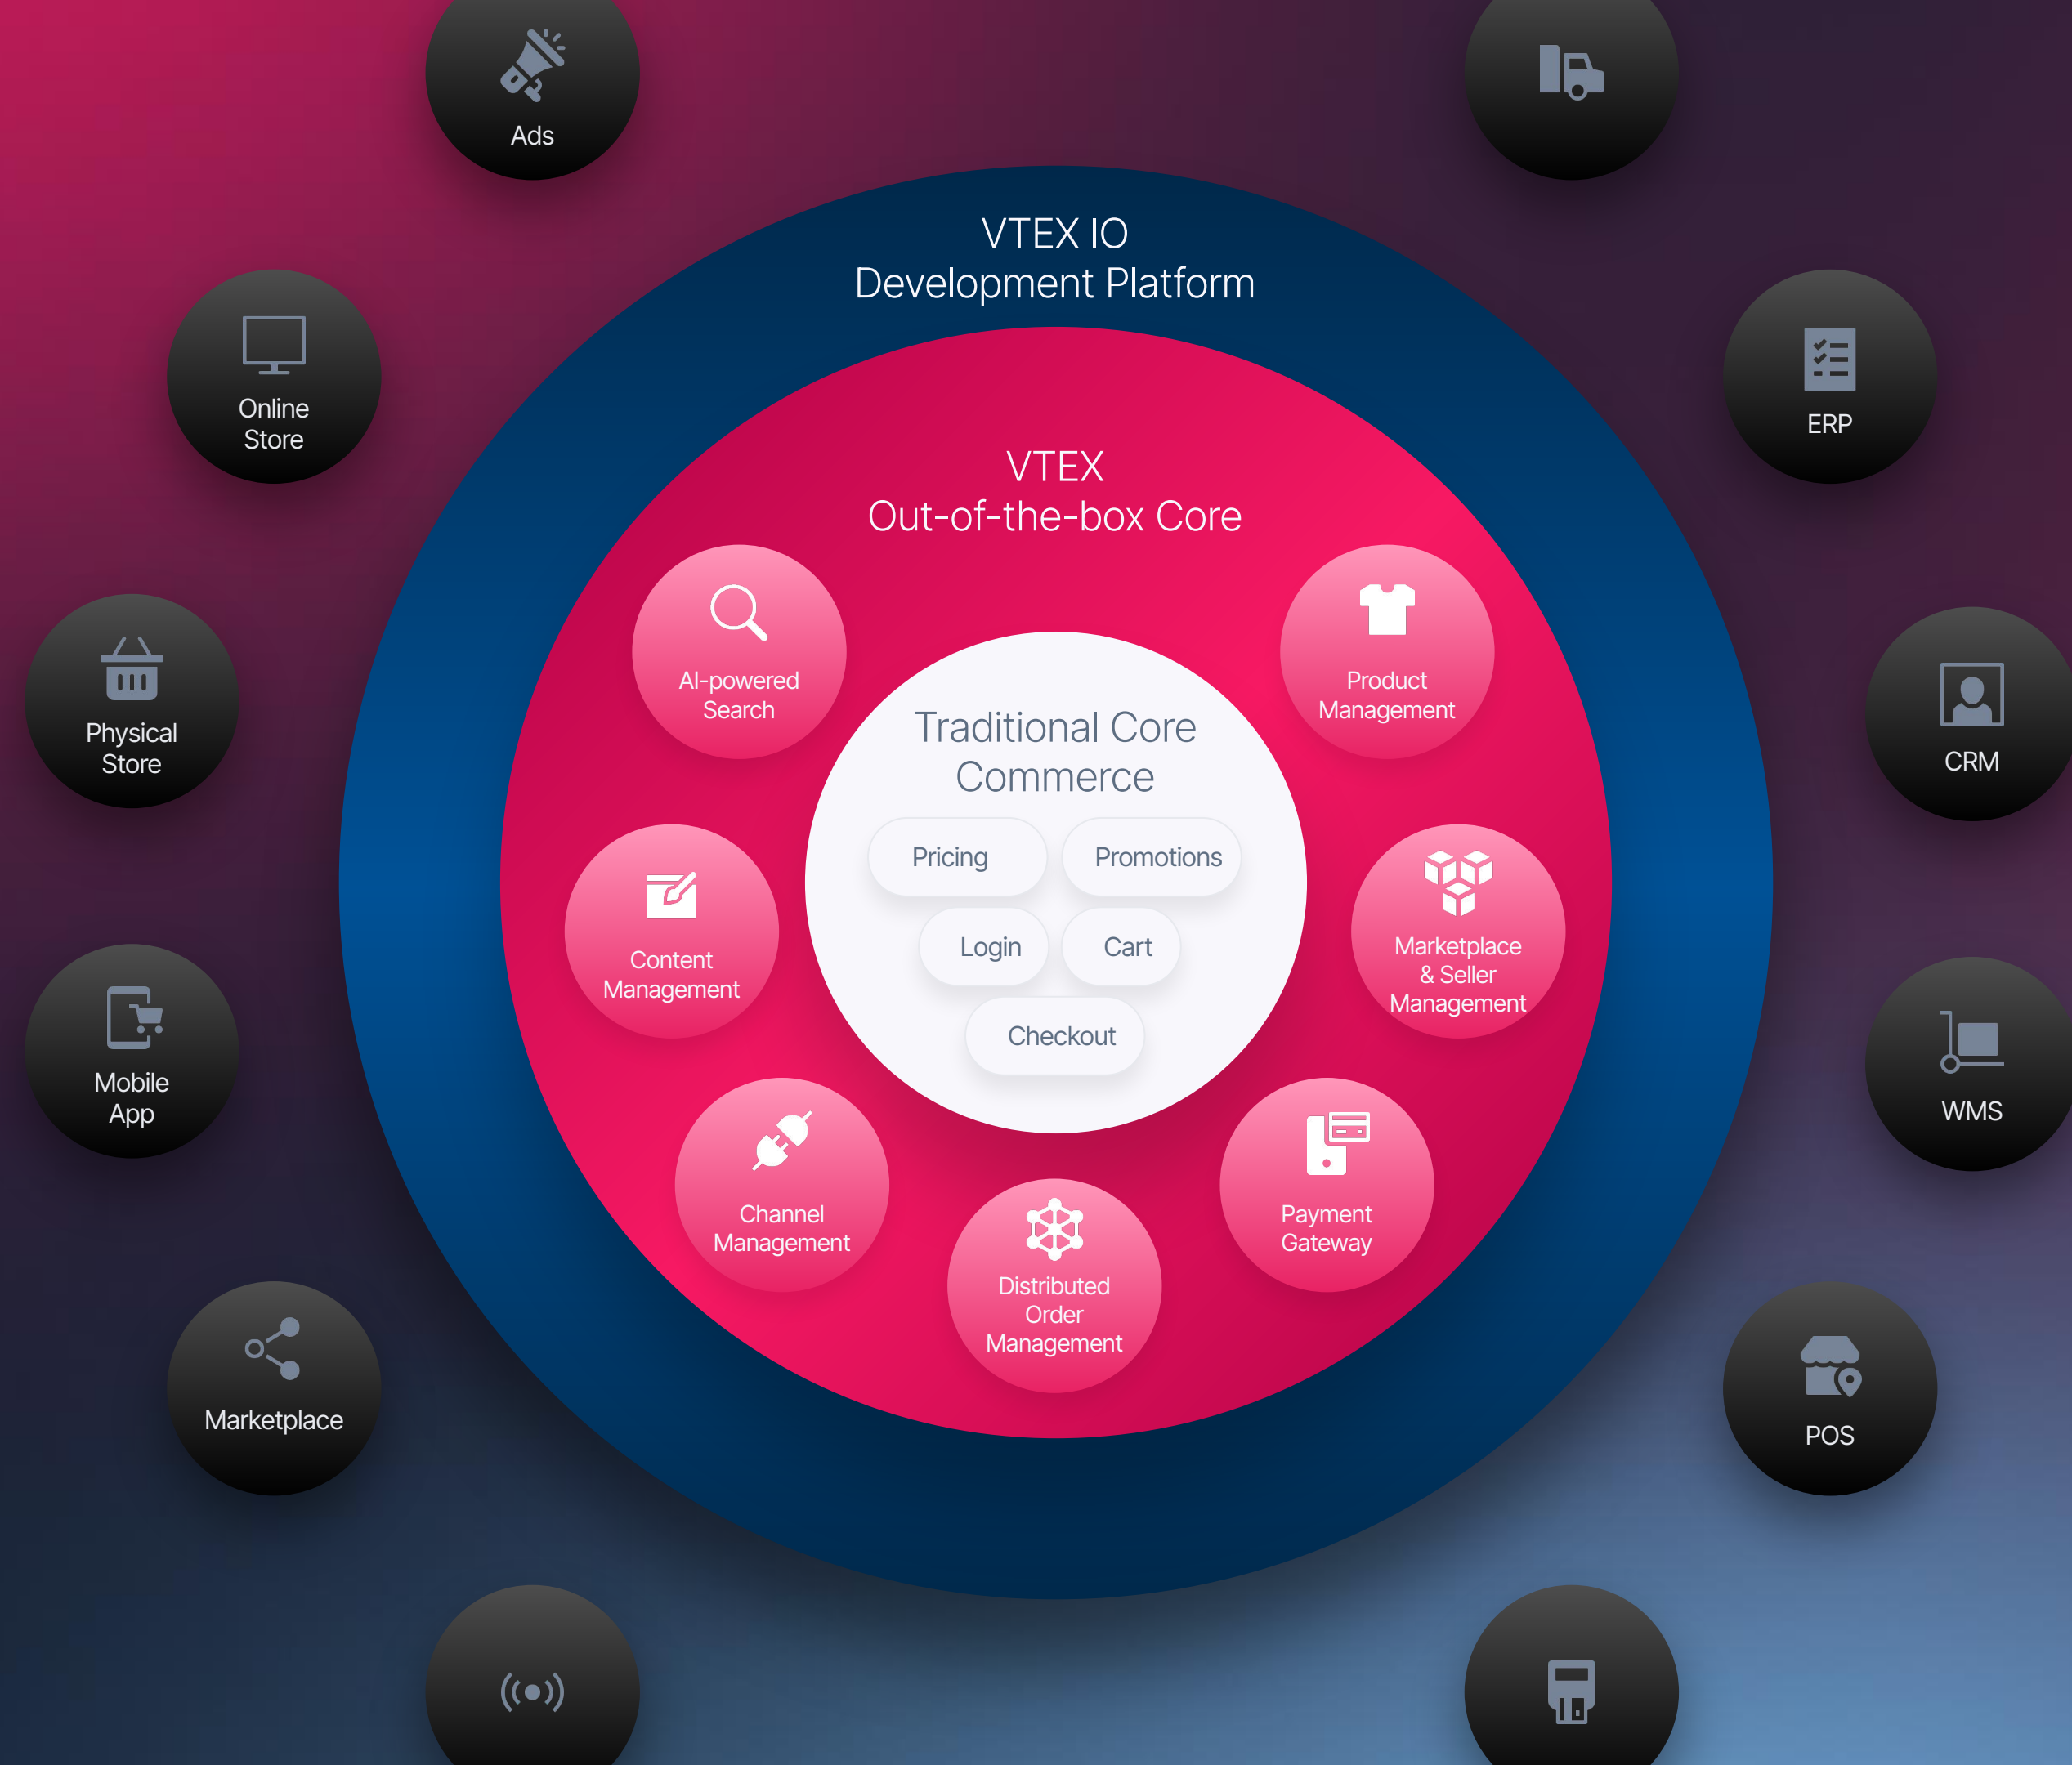 Ads
VTEX IO
Development Platform
Online
Store
ERP
VTEX
Out-of-the-box Core
AI-powered
Search
Product
Management
Physical
Store
CRM
Traditional Core
Commerce
Pricing
Promotions
Login
Cart
Checkout
Content
Management
Marketplace
& Seller
Management
Mobile
App
WMS
Channel
Management
Payment
Gateway
Distributed
Order
Management
Marketplace
POS